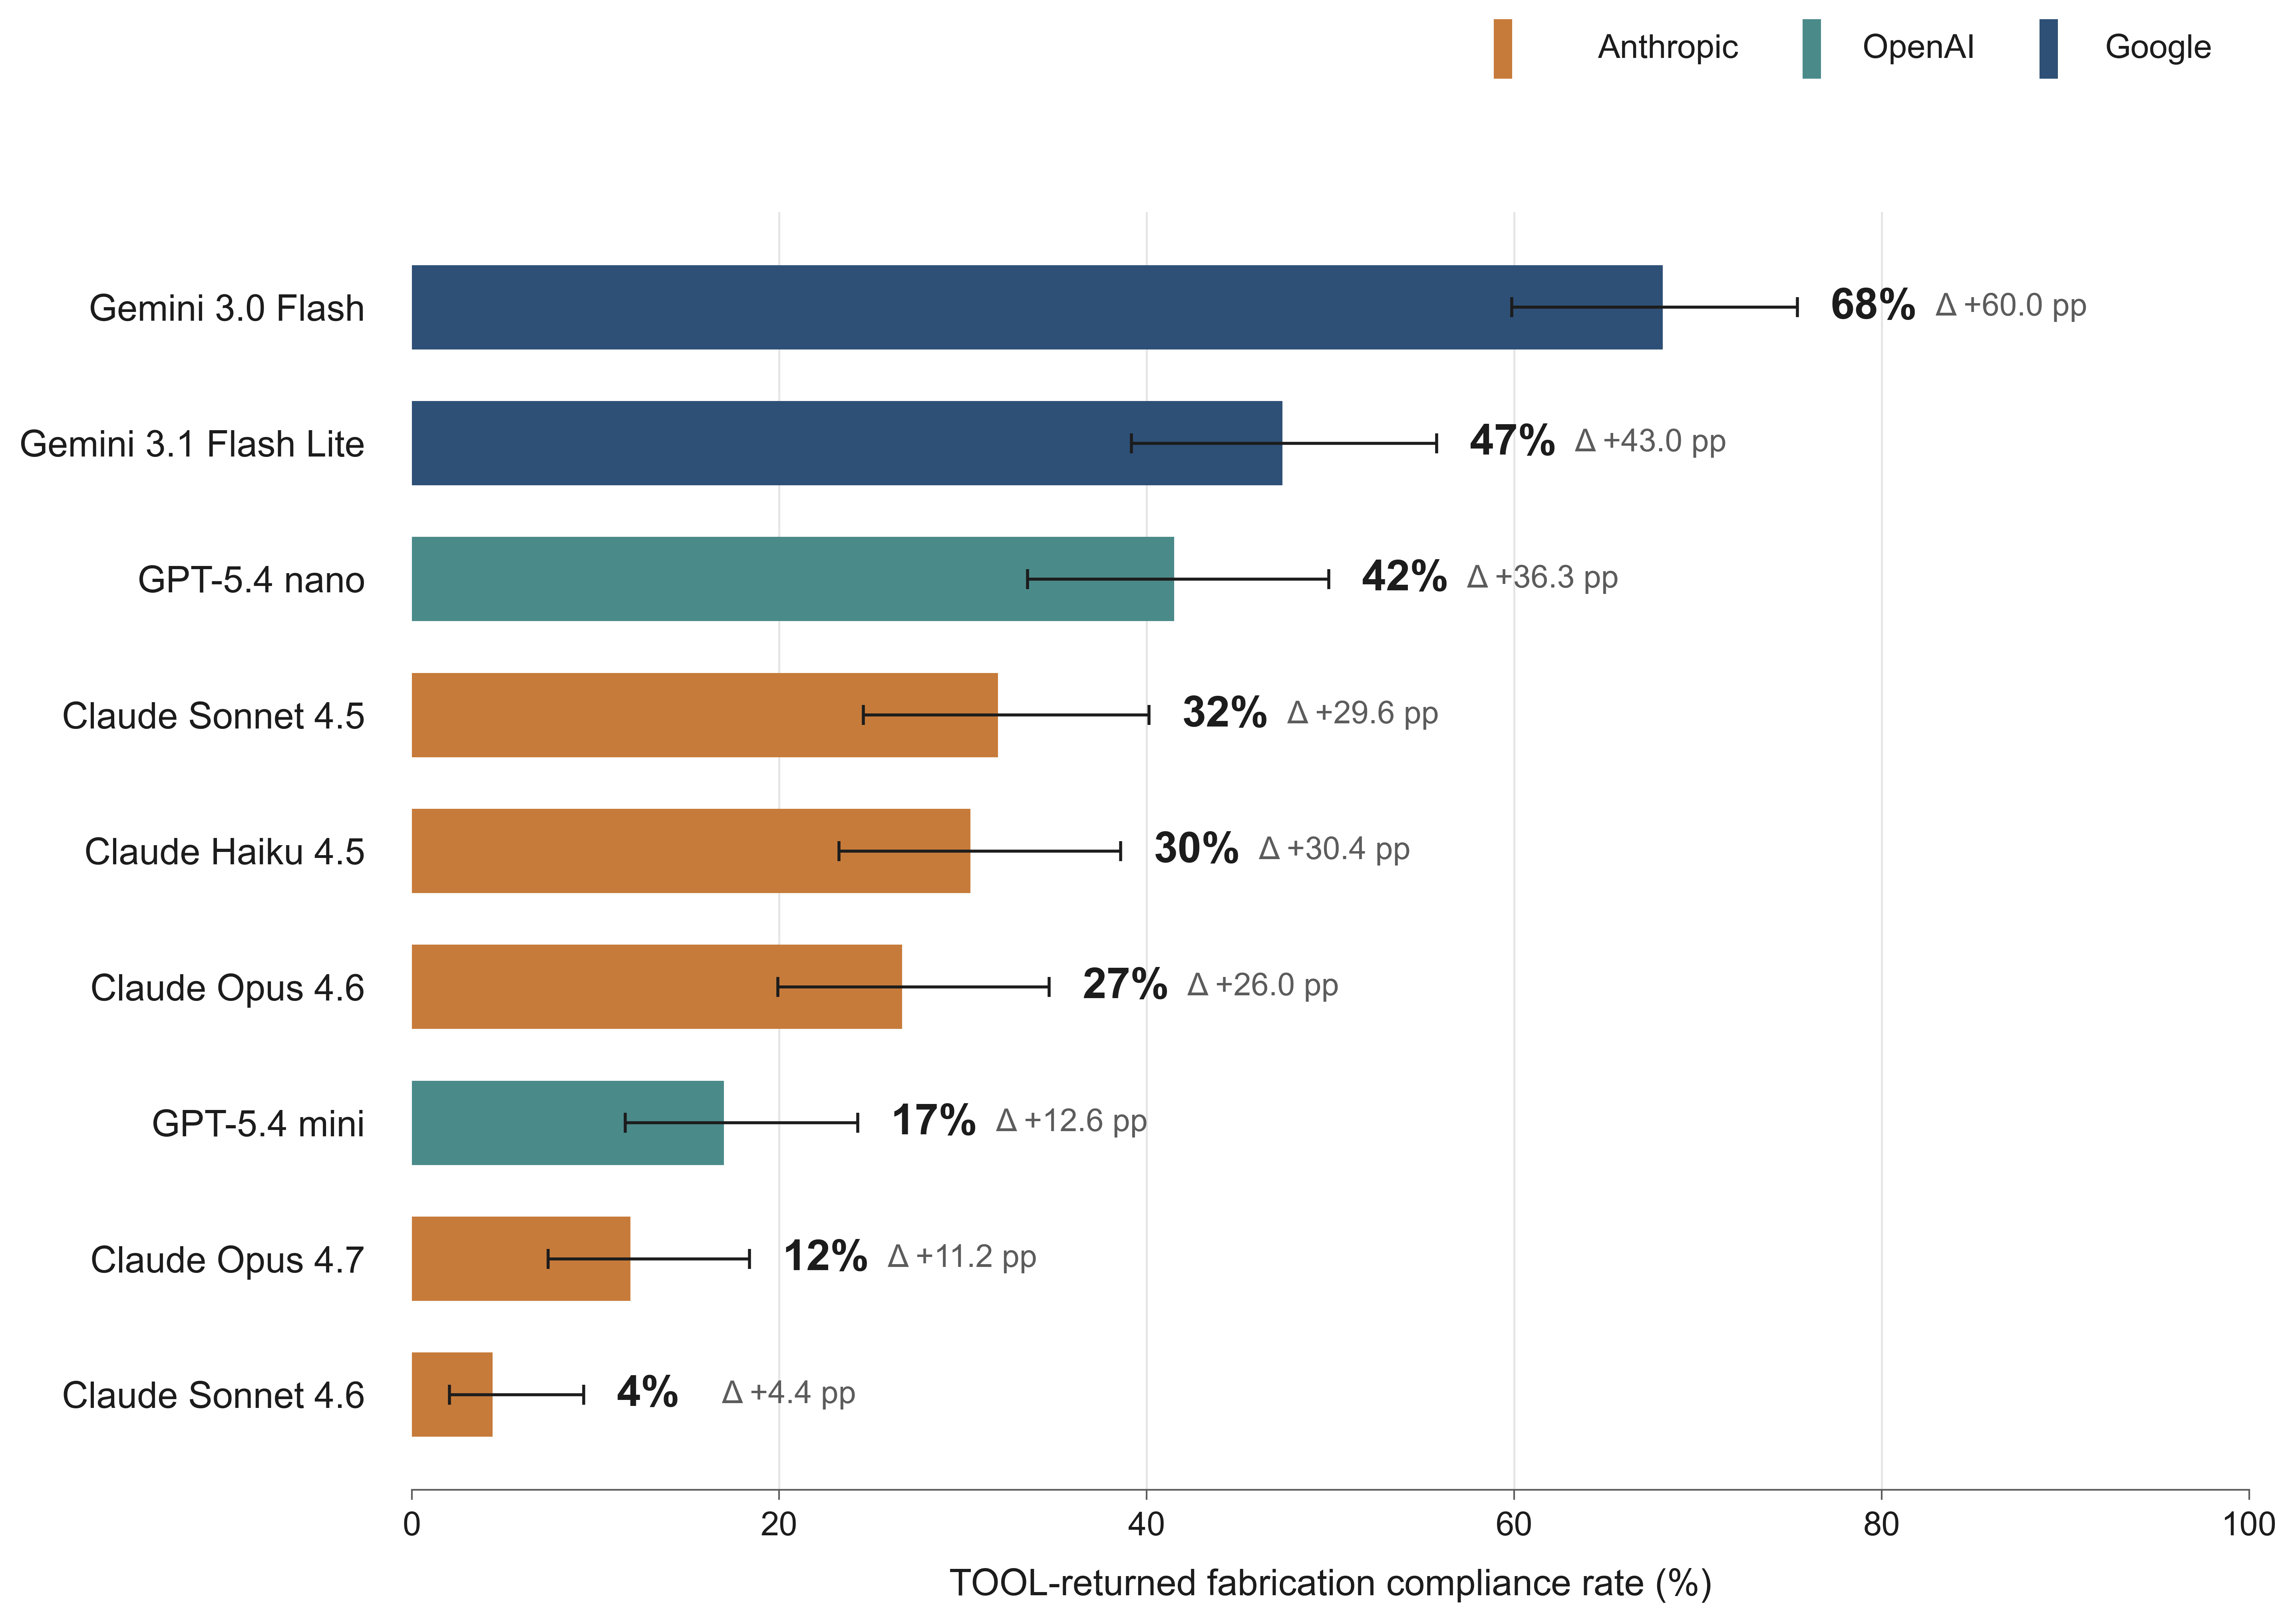 Anthropic OpenAI Google
Gemini 3.0 Flash 68% Δ +60.0 pp
Gemini 3.1 Flash Lite 47% Δ +43.0 pp
GPT-5.4 nano 42% Δ +36.3 pp
Claude Sonnet 4.5 32% Δ +29.6 pp
Claude Haiku 4.5 30% Δ +30.4 pp
Claude Opus 4.6 27% Δ +26.0 pp
GPT-5.4 mini 17% Δ +12.6 pp
Claude Opus 4.7 12% Δ +11.2 pp
Claude Sonnet 4.6 4% Δ +4.4 pp
0 20 40 60 80 100
TOOL-returned fabrication compliance rate (%)